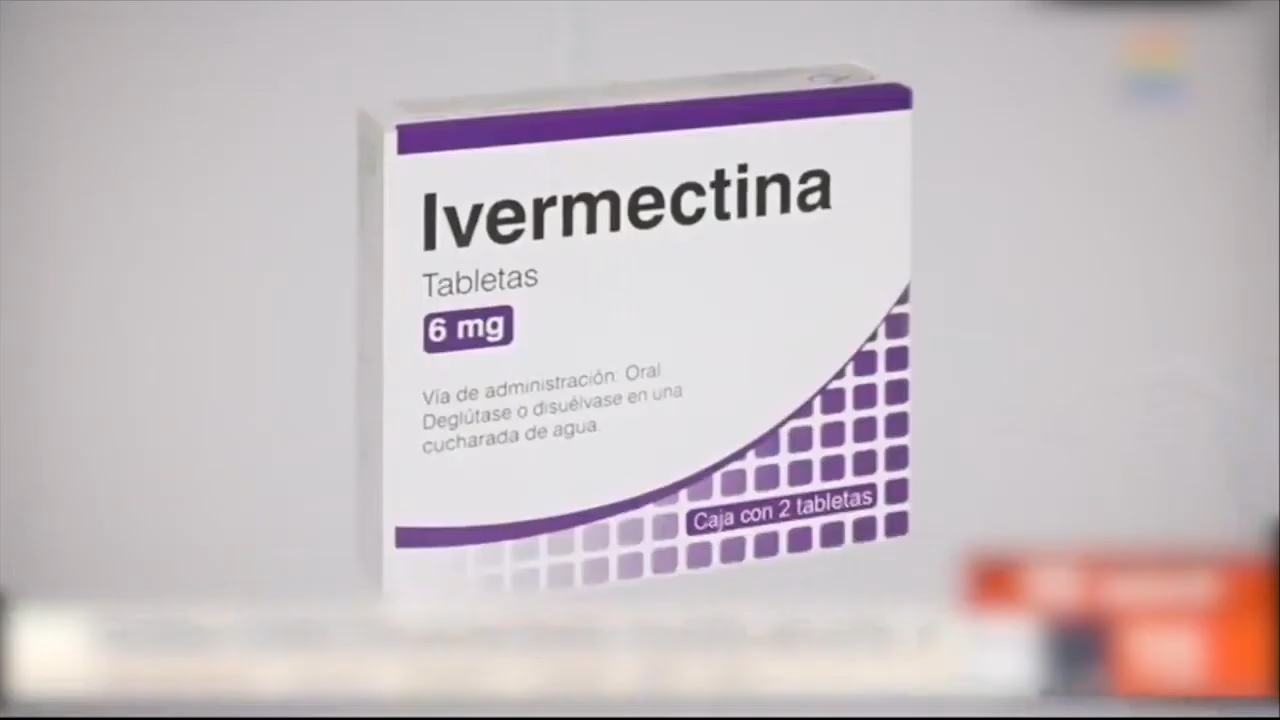 Ivermectina
Tabletas
6 mg
Vía de administración: Oral
Deglútase o disuélvase en una
cucharada de agua.
Caja con 2 tabletas